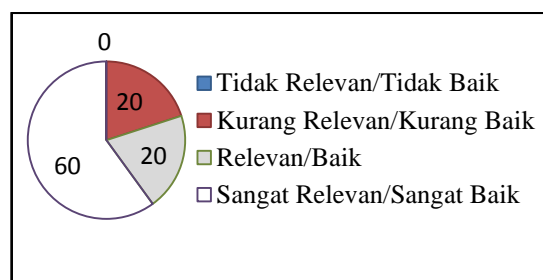 0
20
20
60
Tidak Relevan/Tidak Baik
Kurang Relevan/Kurang Baik
Relevan/Baik
Sangat Relevan/Sangat Baik